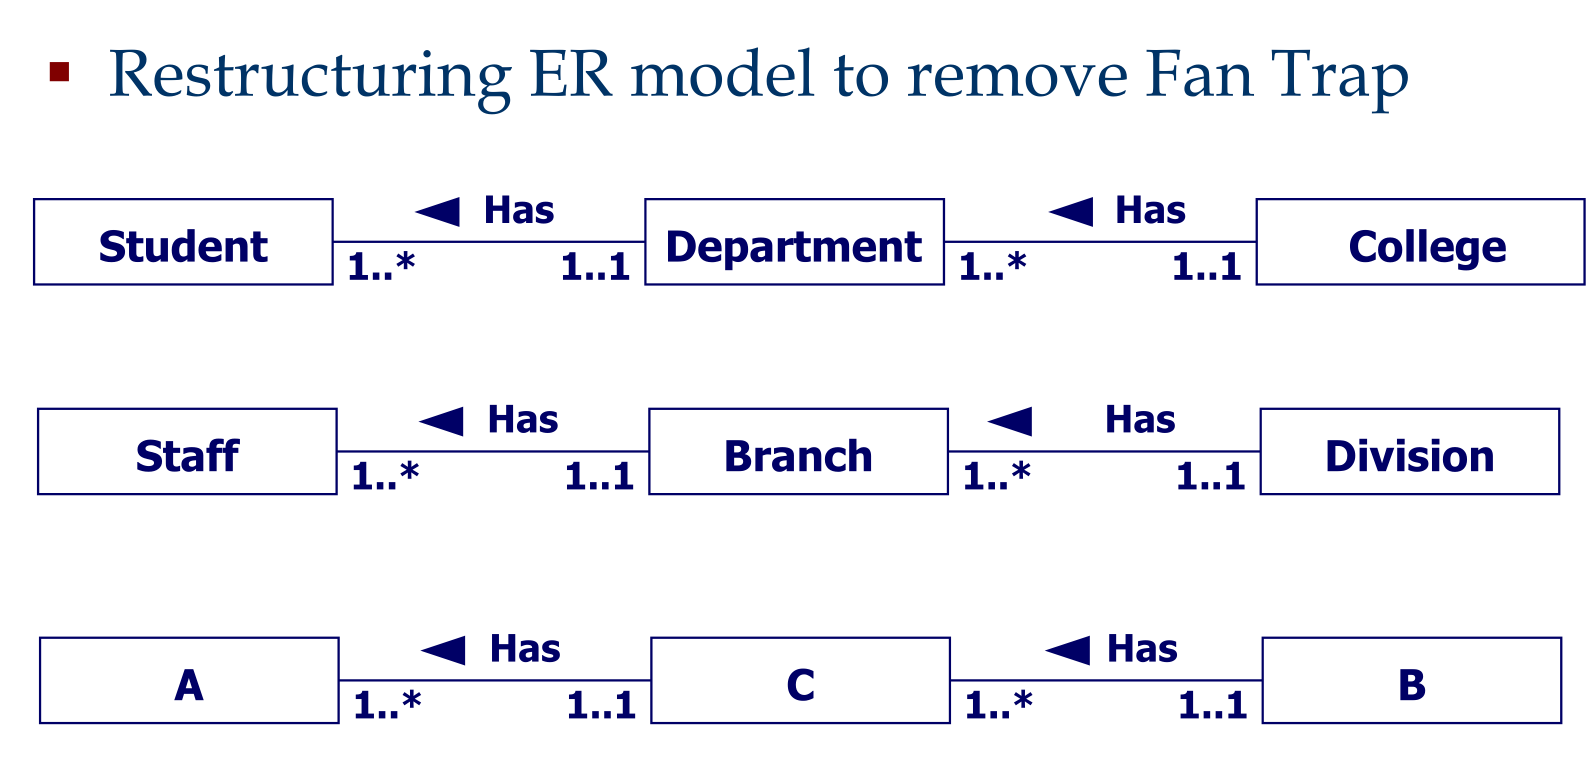 Restructuring ER model to remove Fan Trap
Has Has
Student Department College
1..* 1..1 1..* 1..1
Has Has
Staff Branch Division
1..* 1..1 1..* 1..1
Has Has
A C B
1..* 1..1 1..* 1..1